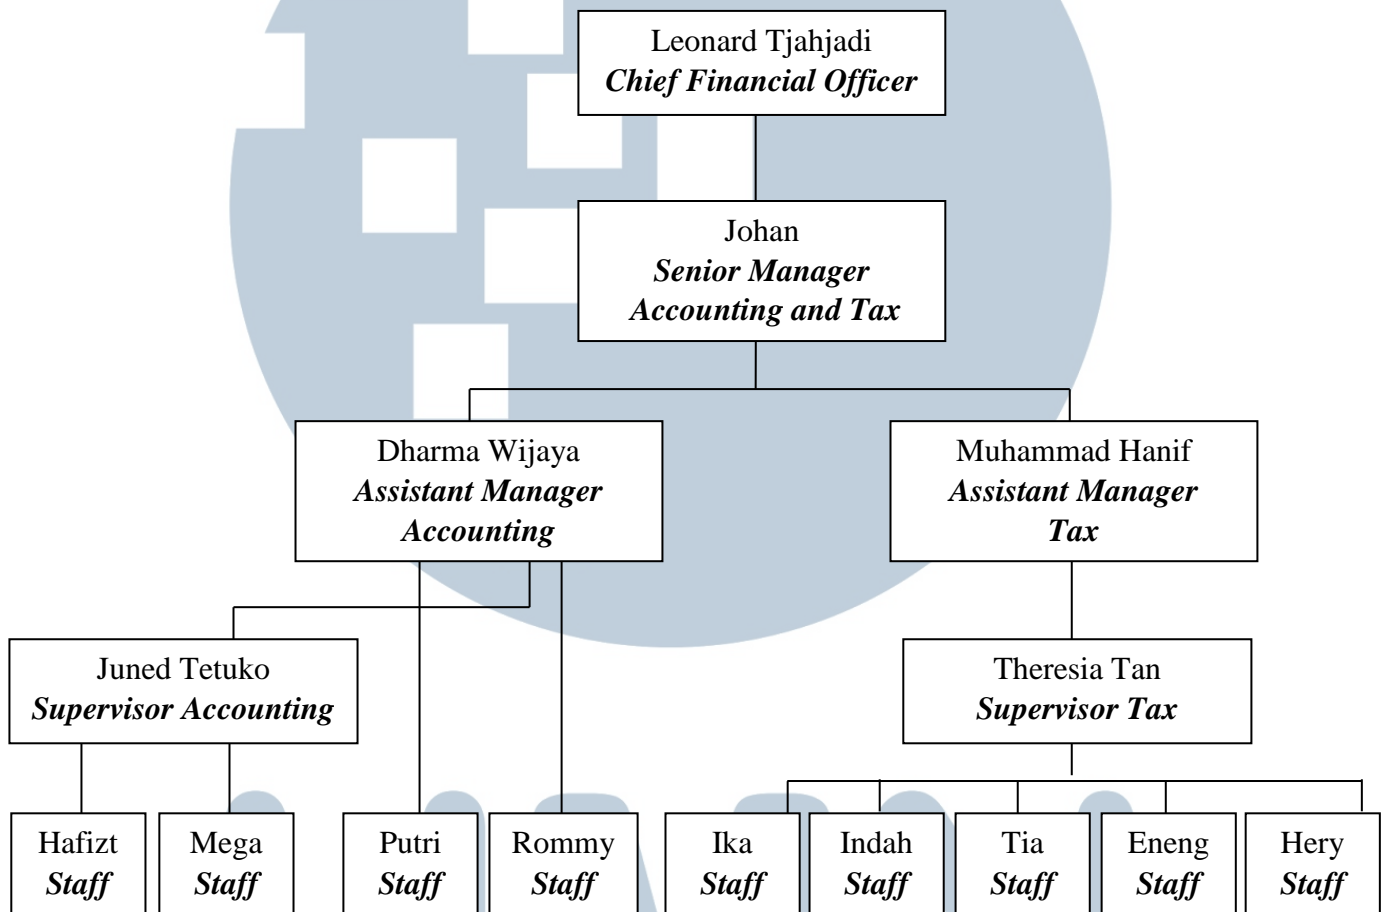 Leonard Tjahjadi
Chief Financial Officer
Johan
Senior Manager
Accounting and Tax
Dharma Wijaya
Assistant Manager
Accounting
Muhammad Hanif
Assistant Manager
Tax
Juned Tetuko
Supervisor Accounting
Theresia Tan
Supervisor Tax
Hafizt
Staff
Mega
Staff
Putri
Staff
Rommy
Staff
Ika
Staff
Indah
Staff
Tia
Staff
Eneng
Staff
Hery
Staff